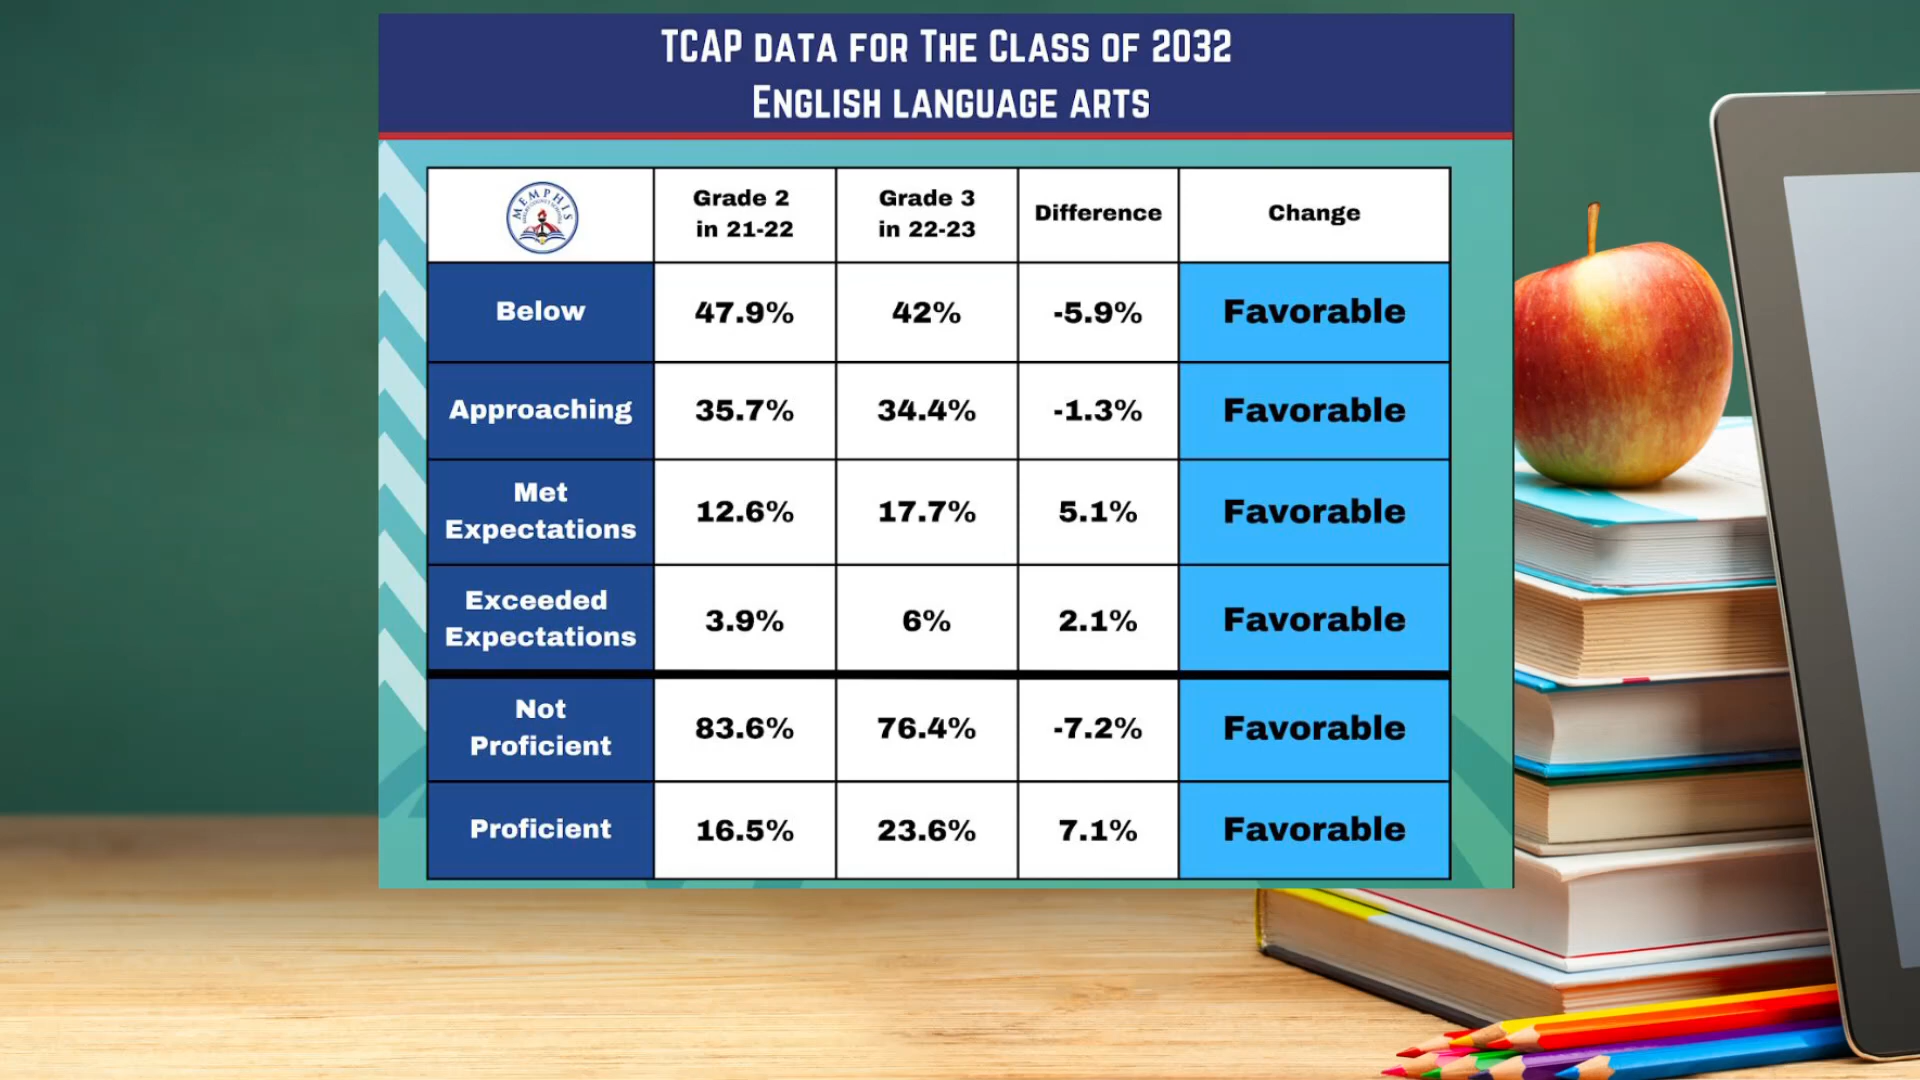 TCAP DATA FOR THE CLASS OF 2032
ENGLISH LANGUAGE ARTS
MEMPHIS
Grade 2
in 21-22
Grade 3
in 22-23
Difference
Change
Below
47.9%
42%
-5.9%
Favorable
Approaching
35.7%
34.4%
-1.3%
Favorable
Met
Expectations
12.6%
17.7%
5.1%
Favorable
Exceeded
Expectations
3.9%
6%
2.1%
Favorable
Not
Proficient
83.6%
76.4%
-7.2%
Favorable
Proficient
16.5%
23.6%
7.1%
Favorable